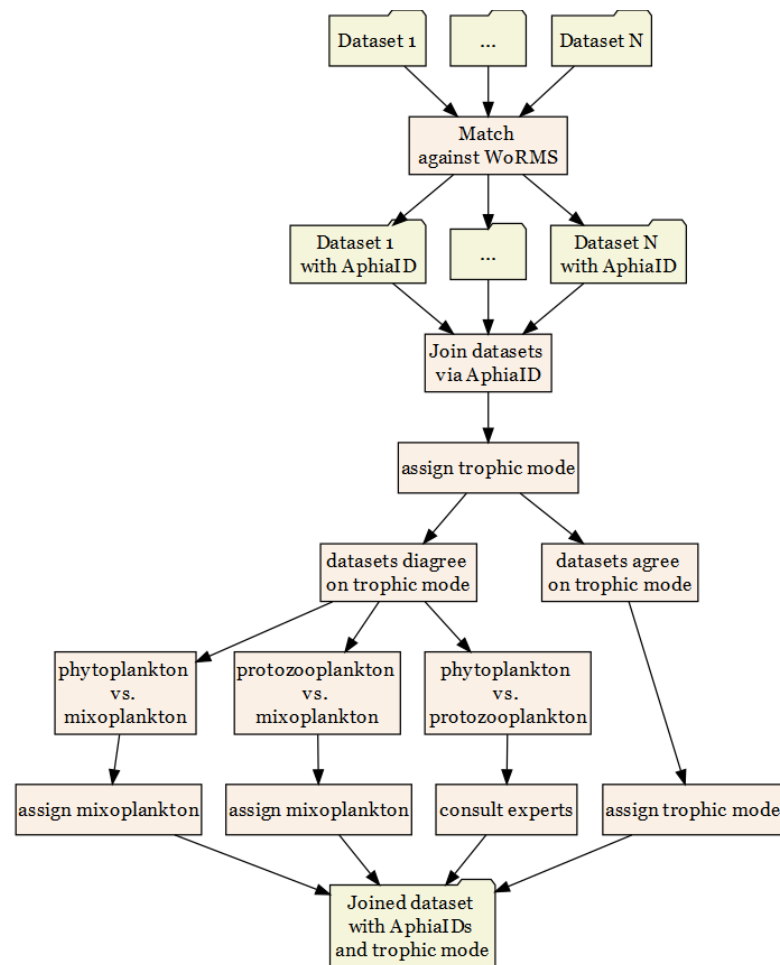 Dataset 1
...
Dataset N
Match
against WoRMS
Dataset 1
with AphiaID
...
Dataset N
with AphiaID
Join datasets
via AphiaID
assign trophic mode
datasets diagree
on trophic mode
datasets agree
on trophic mode
phytoplankton
vs.
mixoplankton
protozooplankton
vs.
mixoplankton
phytoplankton
vs.
protozooplankton
assign mixoplankton
assign mixoplankton
consult experts
assign trophic mode
Joined dataset
with AphiaIDs
and trophic mode